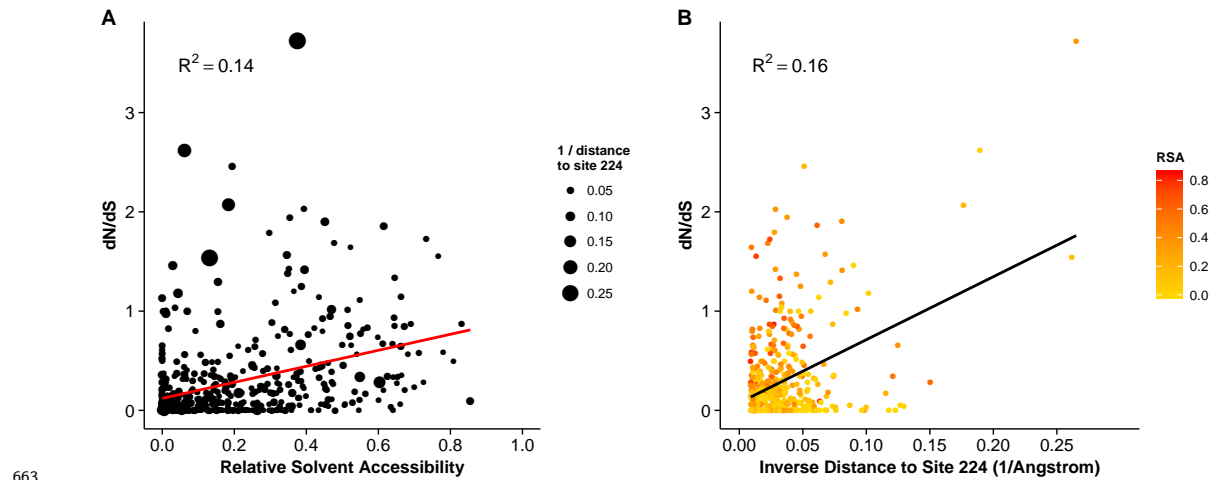 A
R² = 0.14
dN/dS
3
2
1
0
0.0 0.2 0.4 0.6 0.8 1.0
Relative Solvent Accessibility
1 / distance
to site 224
0.05
0.10
0.15
0.20
0.25
B
R² = 0.16
dN/dS
3
2
1
0
0.00 0.05 0.10 0.15 0.20 0.25
Inverse Distance to Site 224 (1/Angstrom)
RSA
0.8
0.6
0.4
0.2
0.0
663